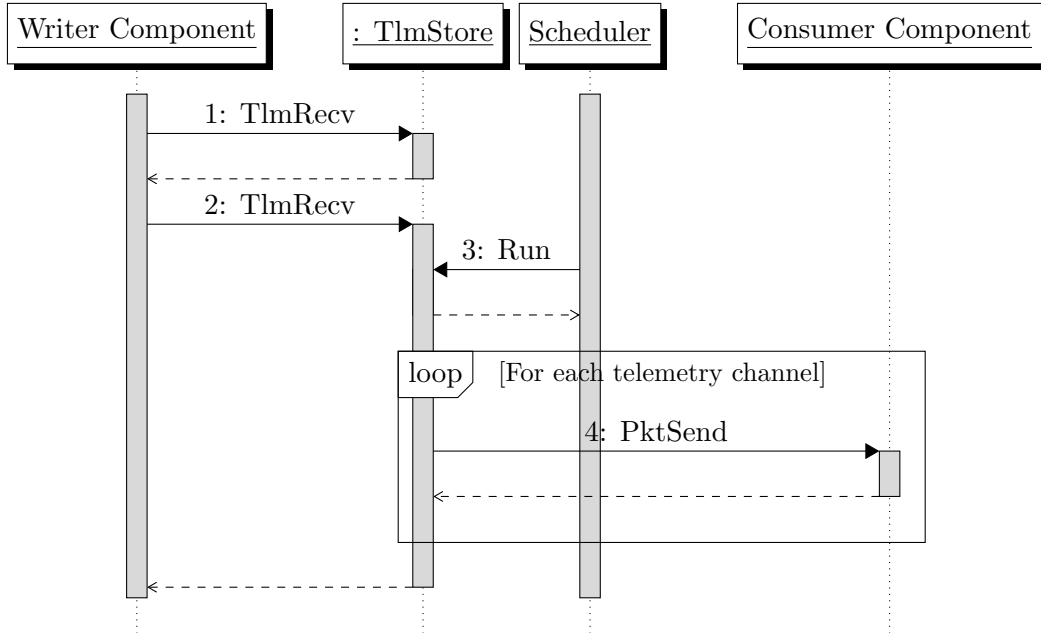 Writer Component
: TlmStore
Scheduler
Consumer Component
1: TlmRecv
2: TlmRecv
3: Run
loop
[For each telemetry channel]
4: PktSend